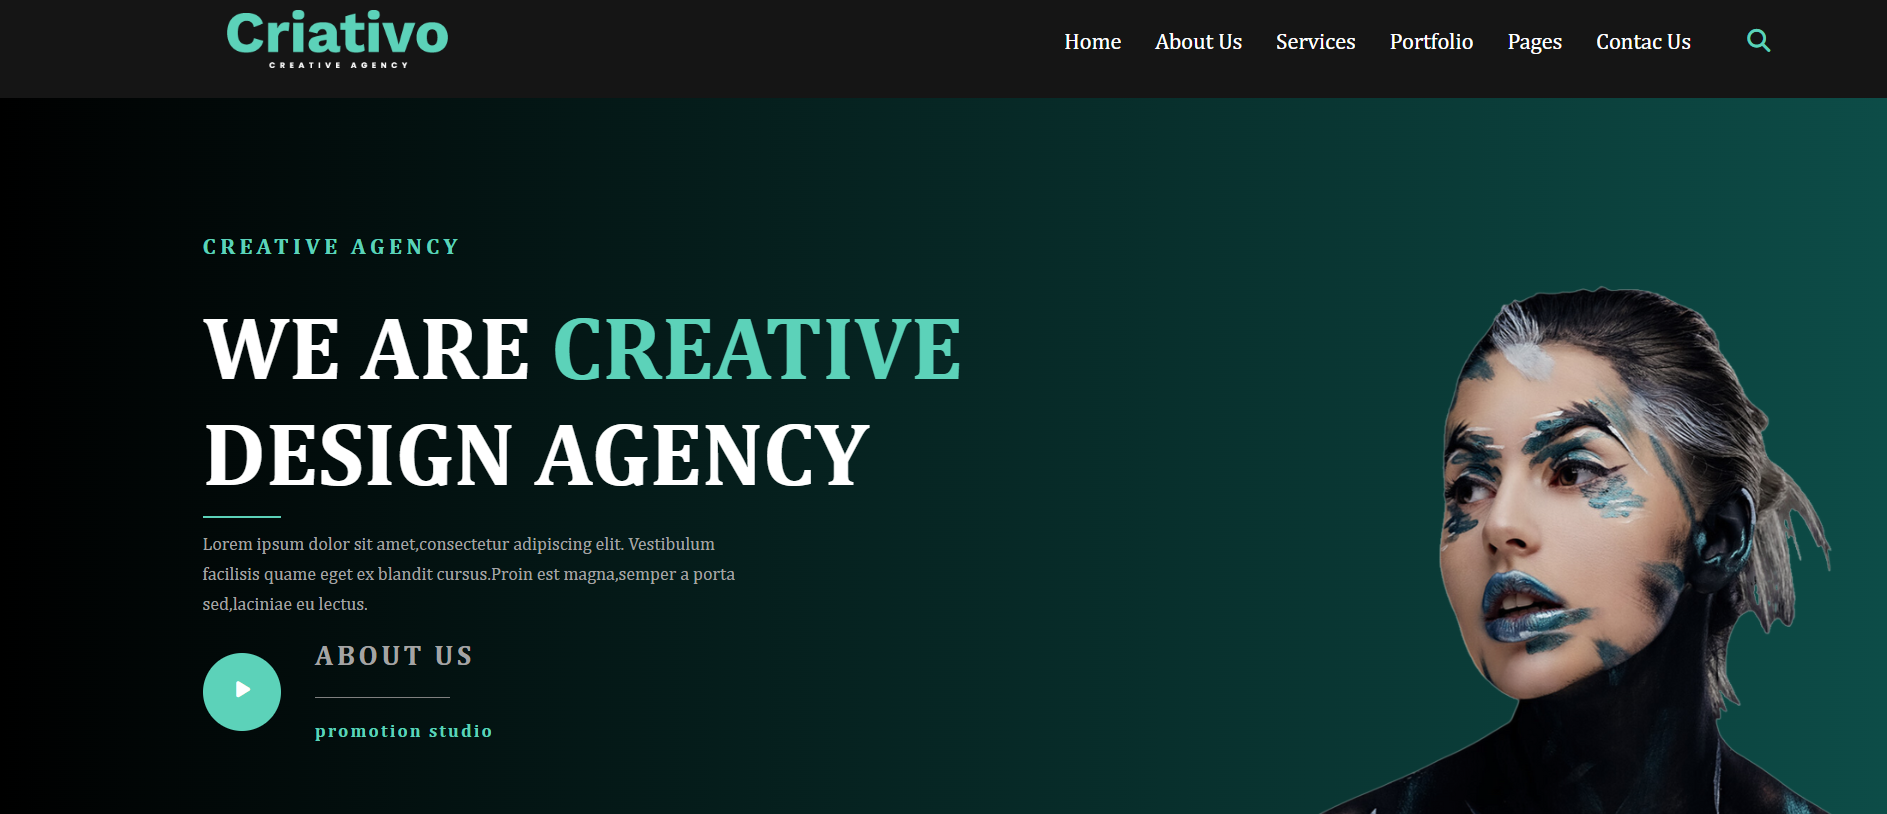 Criativo
CREATIVE AGENCY
Home About Us Services Portfolio Pages Contac Us
CREATIVE AGENCY
WE ARE CREATIVE
DESIGN AGENCY
Lorem ipsum dolor sit amet,consectetur adipiscing elit. Vestibulum
facilisis quame eget ex blandit cursus.Proin est magna,semper a porta
sed,laciniae eu lectus.
ABOUT US
promotion studio